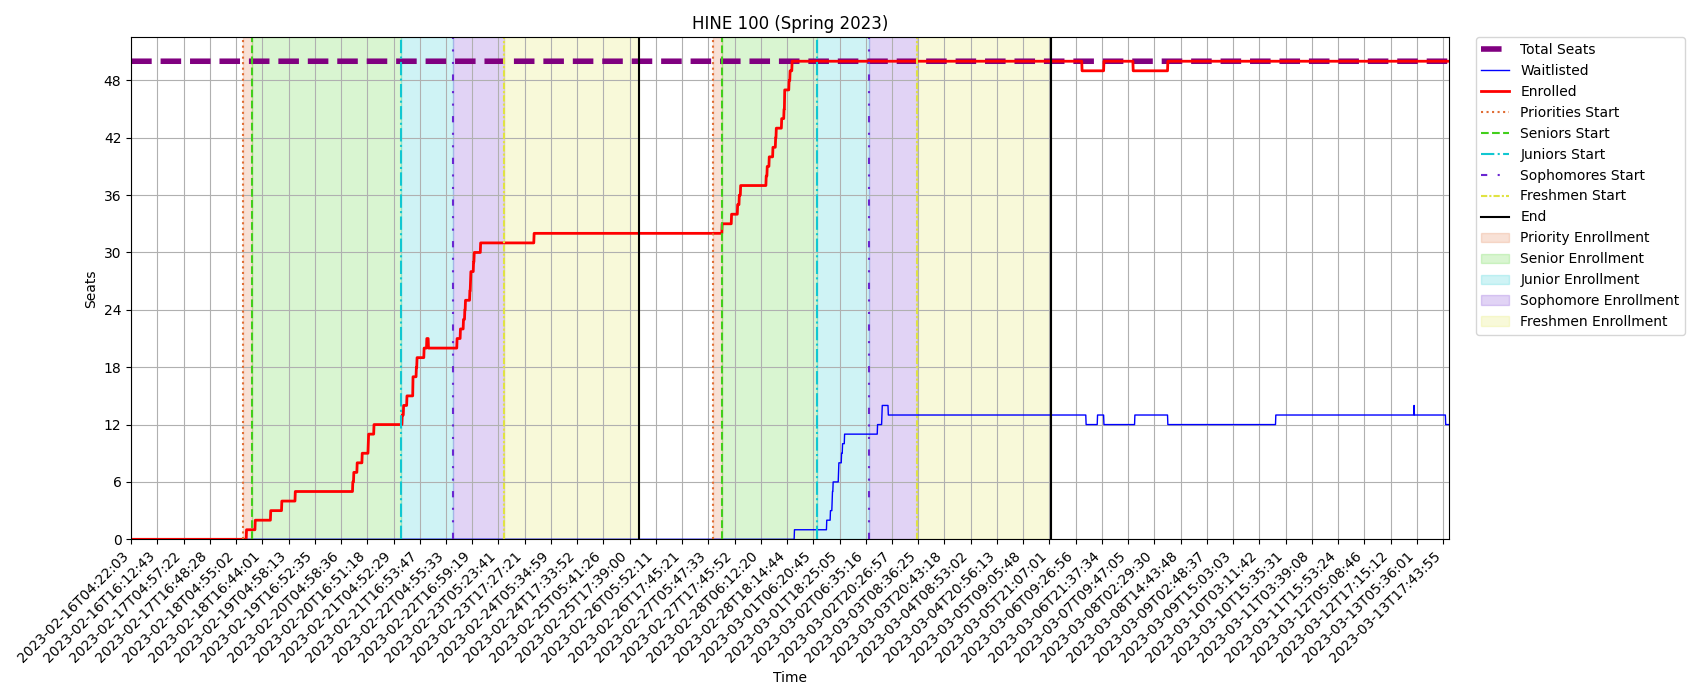 HINE 100 (Spring 2023)
Total Seats
Waitlisted
Enrolled
Priorities Start
Seniors Start
Juniors Start
Sophomores Start
Freshmen Start
End
Priority Enrollment
Senior Enrollment
Junior Enrollment
Sophomore Enrollment
Freshmen Enrollment
Seats
48
42
36
30
24
18
12
6
0
2023-02-16T04:22:03
2023-02-16T16:12:43
2023-02-17T04:57:22
2023-02-17T16:48:28
2023-02-18T04:55:02
2023-02-18T16:44:01
2023-02-19T04:58:13
2023-02-19T16:52:35
2023-02-20T04:58:36
2023-02-20T16:51:18
2023-02-21T04:52:29
2023-02-21T16:53:47
2023-02-22T04:55:33
2023-02-22T16:59:19
2023-02-23T05:23:41
2023-02-23T17:27:21
2023-02-24T05:34:59
2023-02-24T17:33:52
2023-02-25T05:41:26
2023-02-25T17:39:00
2023-02-26T05:52:11
2023-02-26T17:45:21
2023-02-27T05:47:33
2023-02-27T17:45:52
2023-02-28T06:12:20
2023-02-28T18:14:44
2023-03-01T06:20:45
2023-03-01T18:25:05
2023-03-02T06:35:16
2023-03-02T20:26:57
2023-03-03T08:36:25
2023-03-03T20:43:18
2023-03-04T08:53:02
2023-03-04T20:56:13
2023-03-05T09:05:48
2023-03-05T21:07:01
2023-03-06T09:26:56
2023-03-06T21:37:34
2023-03-07T09:47:05
2023-03-08T02:29:30
2023-03-08T14:43:48
2023-03-09T02:48:37
2023-03-09T15:03:03
2023-03-10T03:11:42
2023-03-10T15:35:31
2023-03-11T03:39:08
2023-03-11T15:53:24
2023-03-12T05:08:46
2023-03-12T17:15:12
2023-03-13T05:36:01
2023-03-13T17:43:55
Time